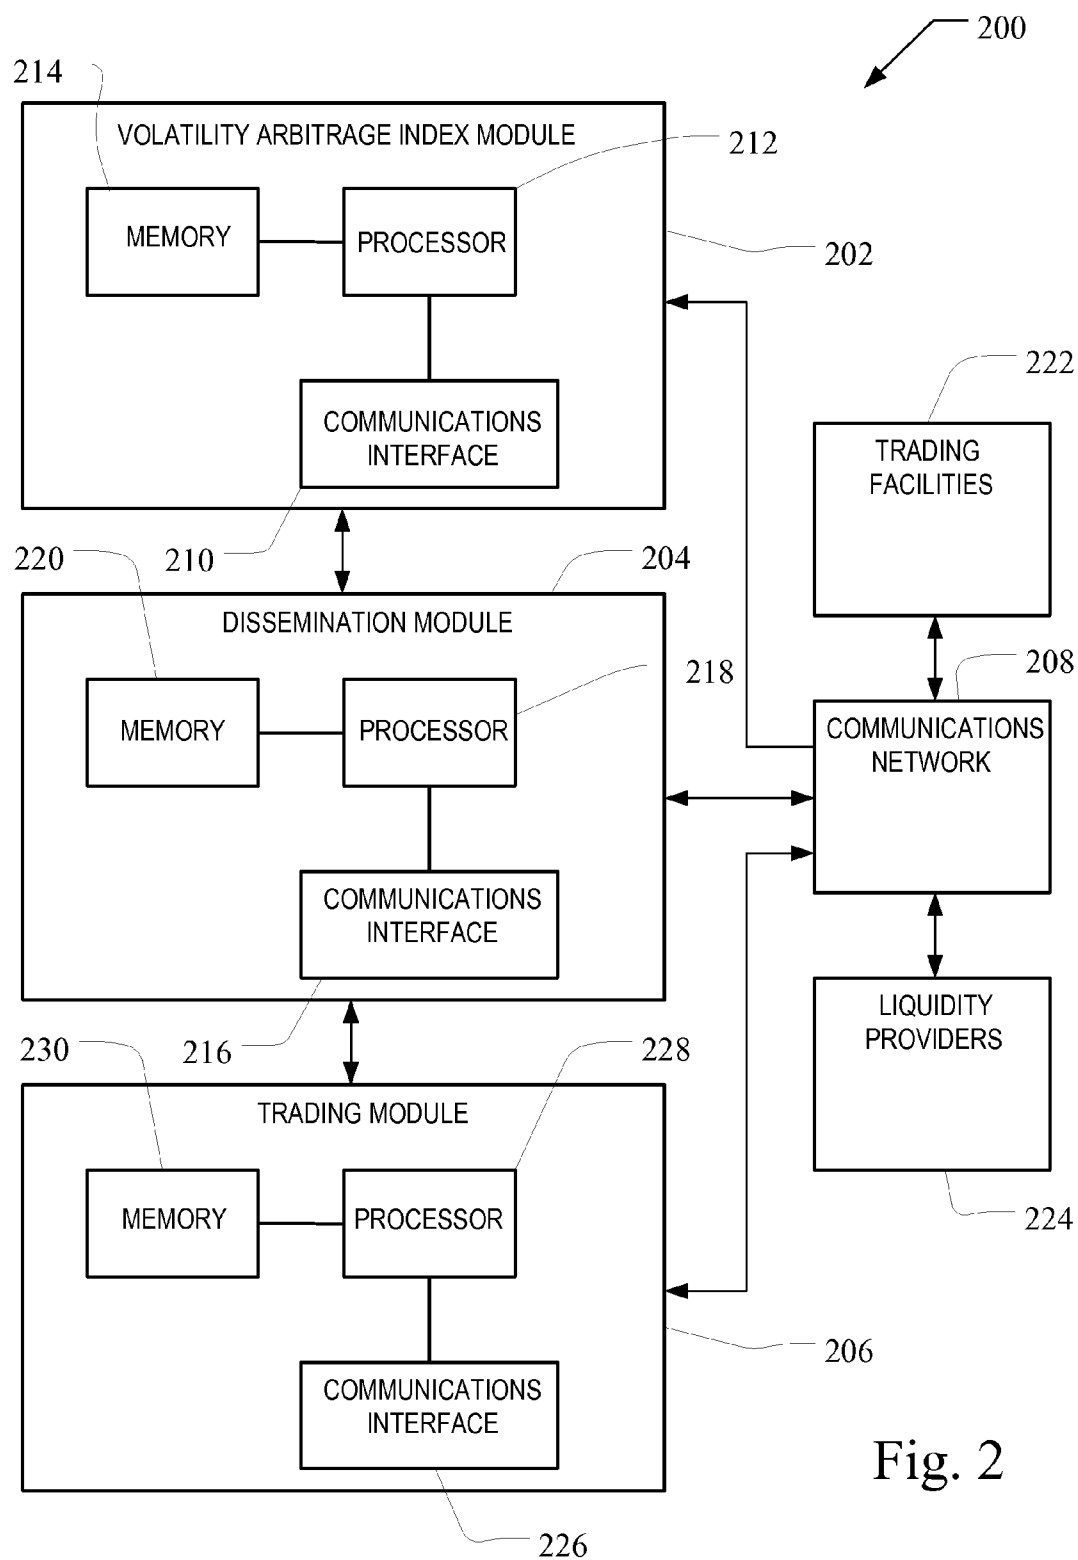 200
214
VOLATILITY ARBITRAGE INDEX MODULE
212
MEMORY
PROCESSOR
202
COMMUNICATIONS
INTERFACE
222
TRADING
FACILITIES
210
220
204
DISSEMINATION MODULE
218
208
MEMORY
PROCESSOR
COMMUNICATIONS
NETWORK
COMMUNICATIONS
INTERFACE
216
LIQUIDITY
PROVIDERS
230
228
TRADING MODULE
MEMORY
PROCESSOR
224
206
COMMUNICATIONS
INTERFACE
226
Fig. 2